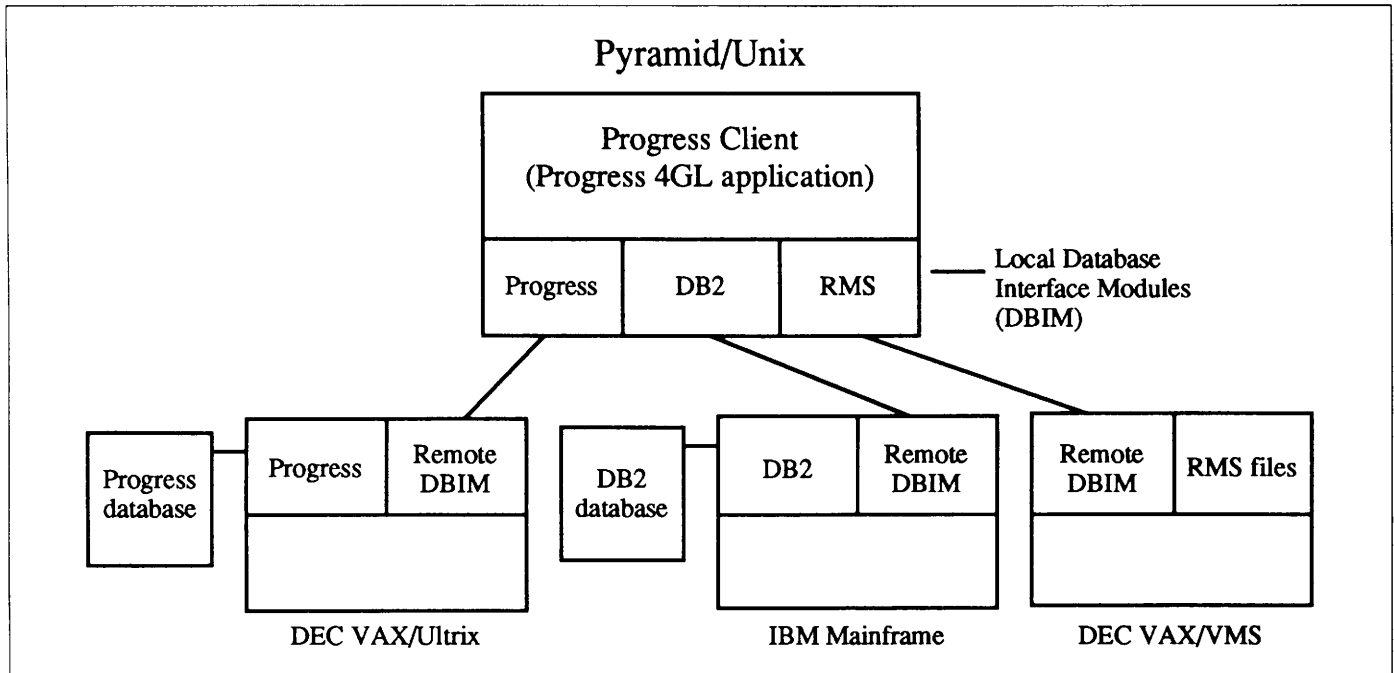 Pyramid/Unix
Progress Client
(Progress 4GL application)
Progress
DB2
RMS
Local Database
Interface Modules
(DBIM)
Progress
database
Progress
Remote
DBIM
DB2
database
DB2
Remote
DBIM
Remote
DBIM
RMS files
DEC VAX/Ultrix
IBM Mainframe
DEC VAX/VMS